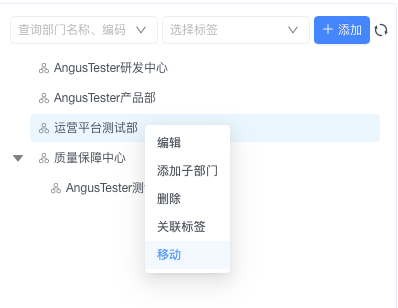 查询部门名称、编码
选择标签
添加
AngusTester研发中心
AngusTester产品部
运营平台测试部
编辑
质量保障中心
添加子部门
AngusTester测
删除
关联标签
移动